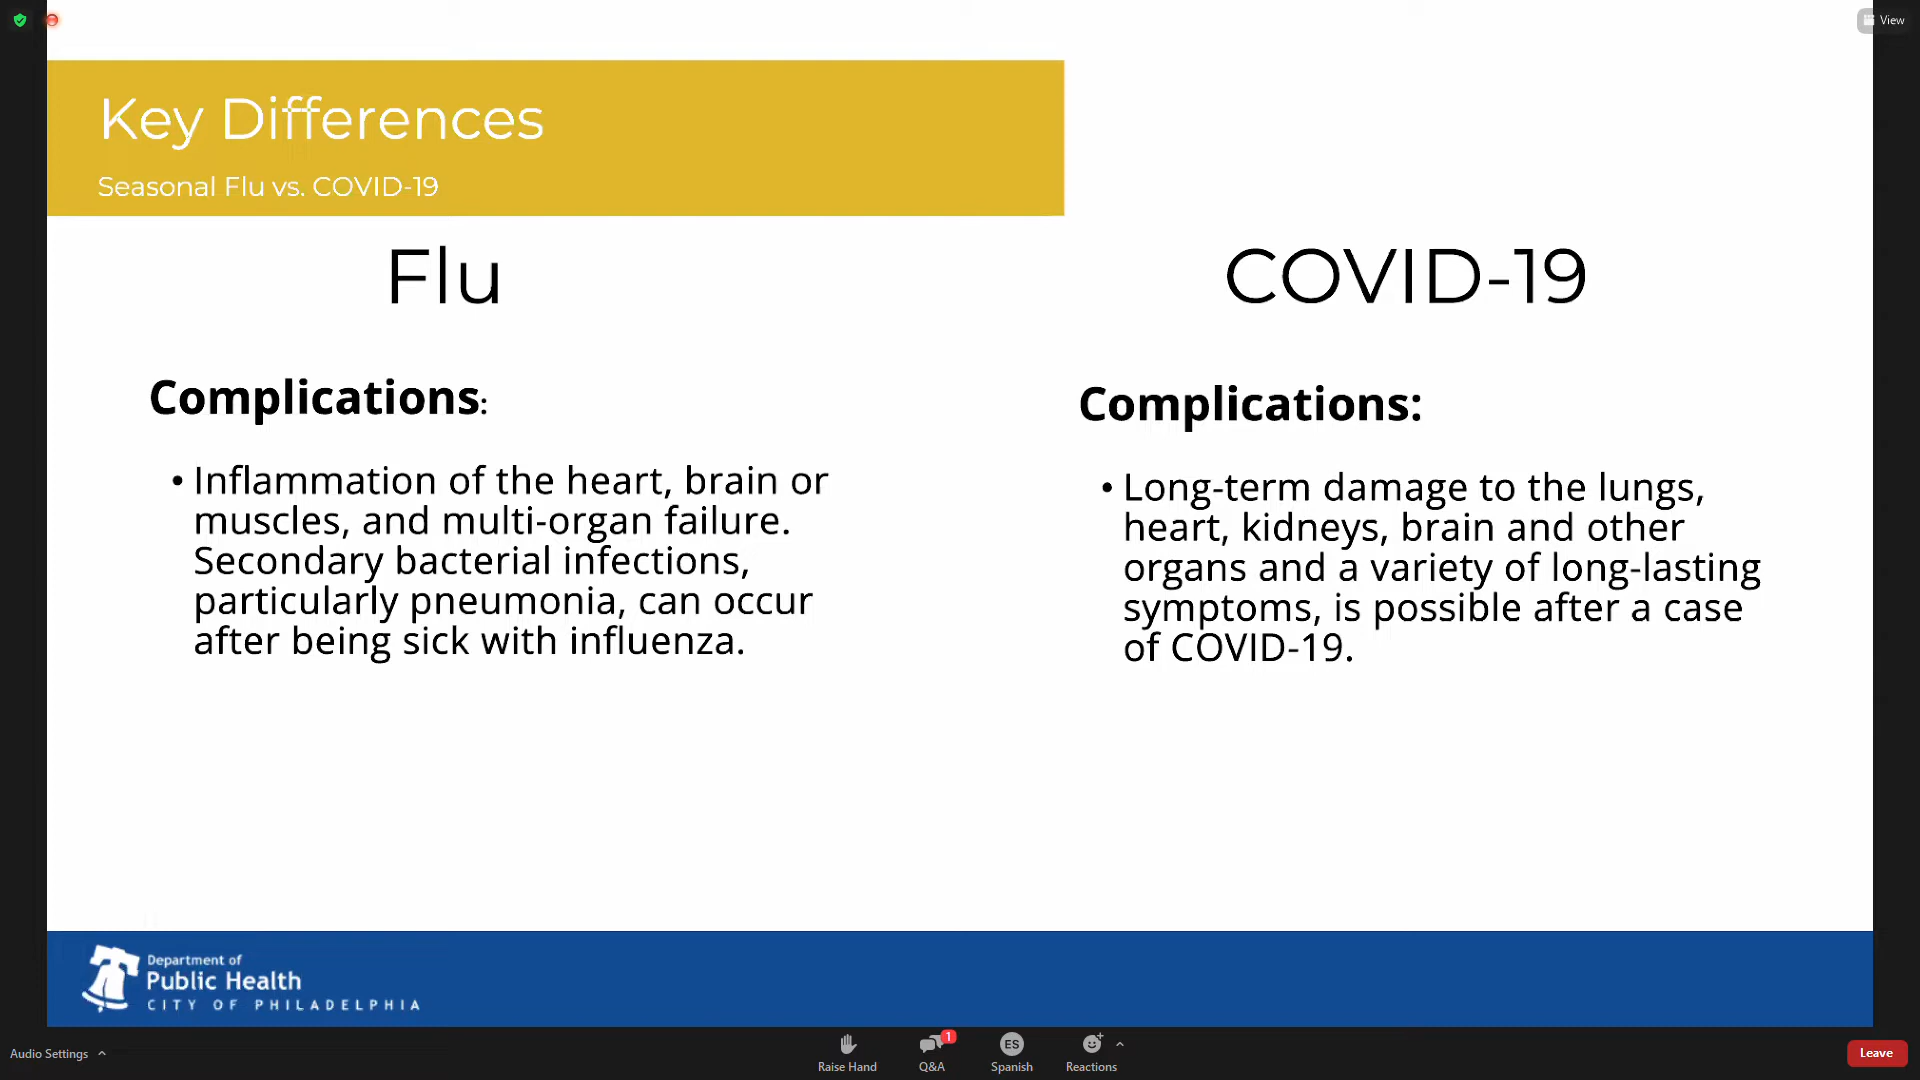 View
Key Differences
Seasonal Flu vs. COVID-19
Flu
Complications:
• Inflammation of the heart, brain or
muscles, and multi-organ failure.
Secondary bacterial infections,
particularly pneumonia, can occur
after being sick with influenza.
COVID-19
Complications:
• Long-term damage to the lungs,
heart, kidneys, brain and other
organs and a variety of long-lasting
symptoms, is possible after a case
of COVID-19.
Department of
Public Health
CITY OF PHILADELPHIA
Audio Settings
Raise Hand
1
Q&A
ES
Spanish
Reactions
Leave